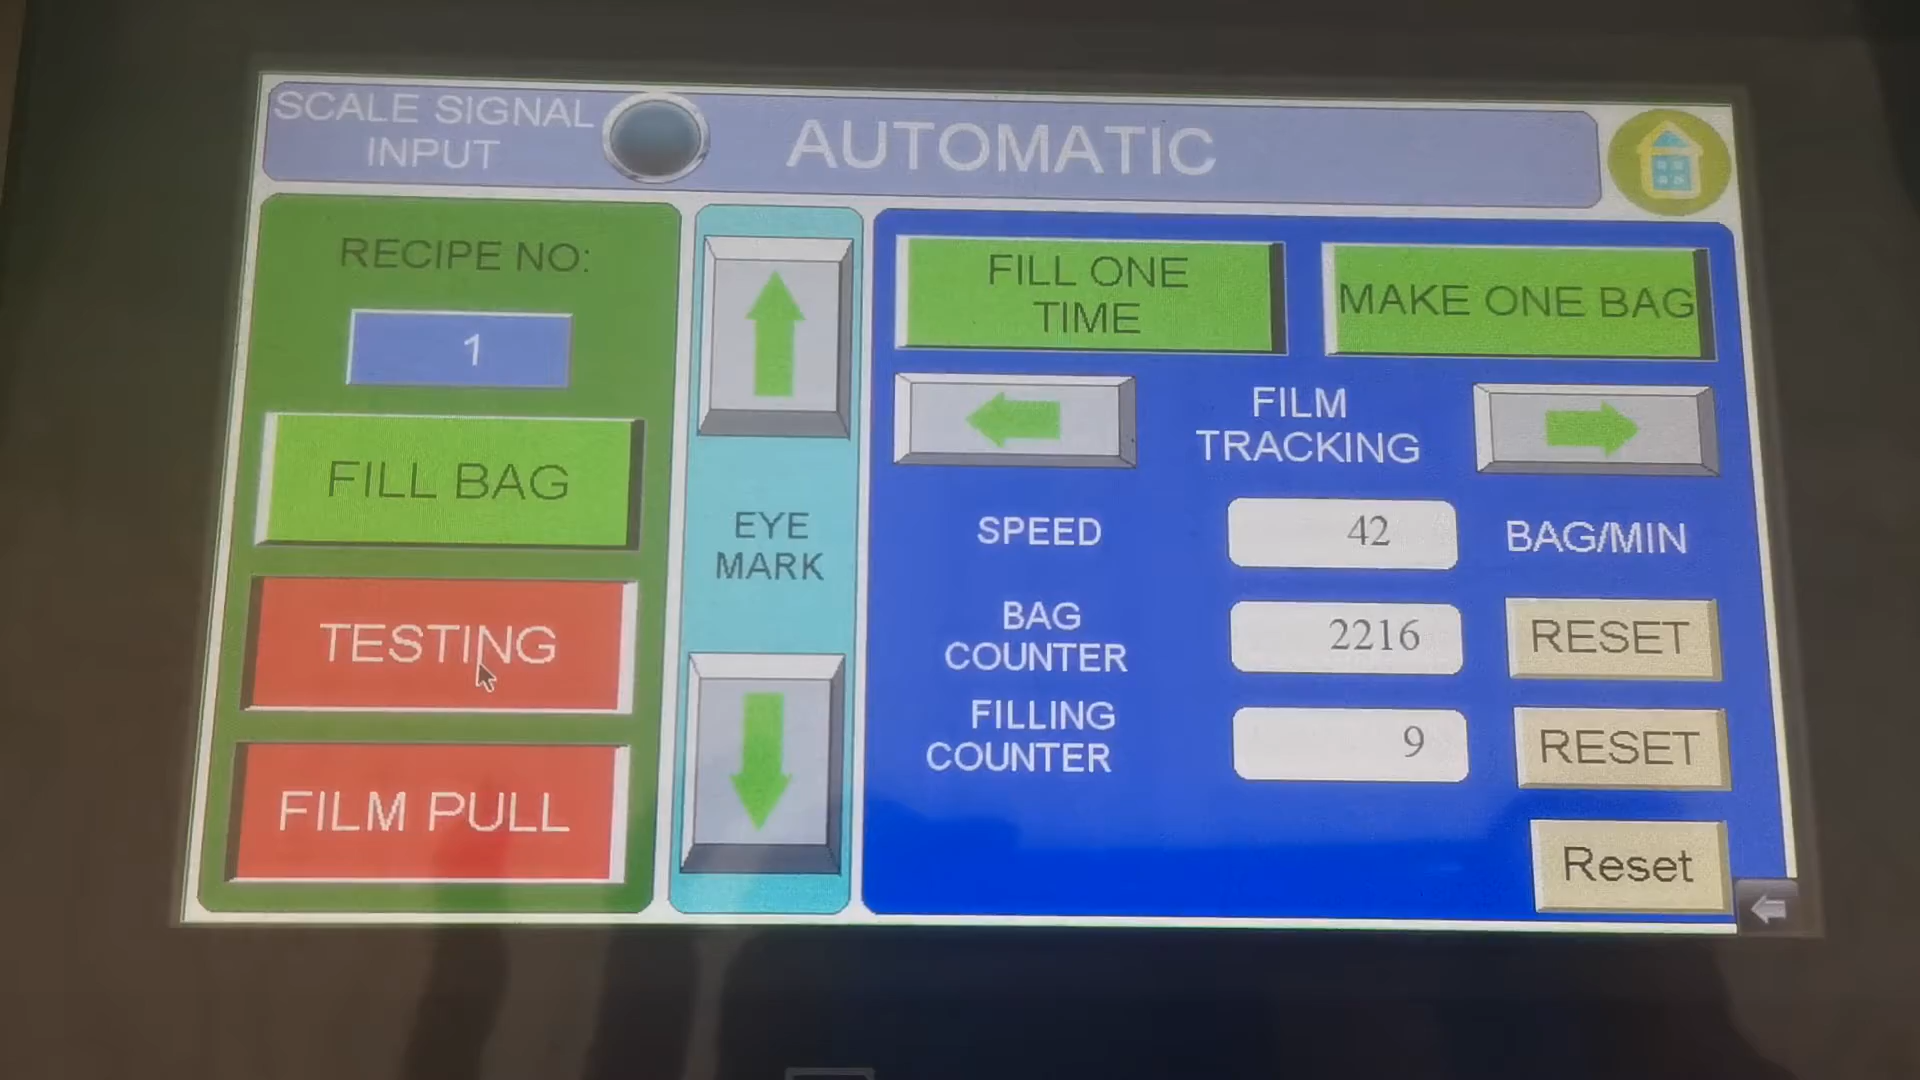 SCALE SIGNAL
INPUT
AUTOMATIC
RECIPE NO:
1
FILL BAG
TESTING
FILM PULL
EYE
MARK
FILL ONE
TIME
MAKE ONE BAG
FILM
TRACKING
SPEED
42
BAG/MIN
BAG
COUNTER
2216
RESET
FILLING
COUNTER
9
RESET
Reset